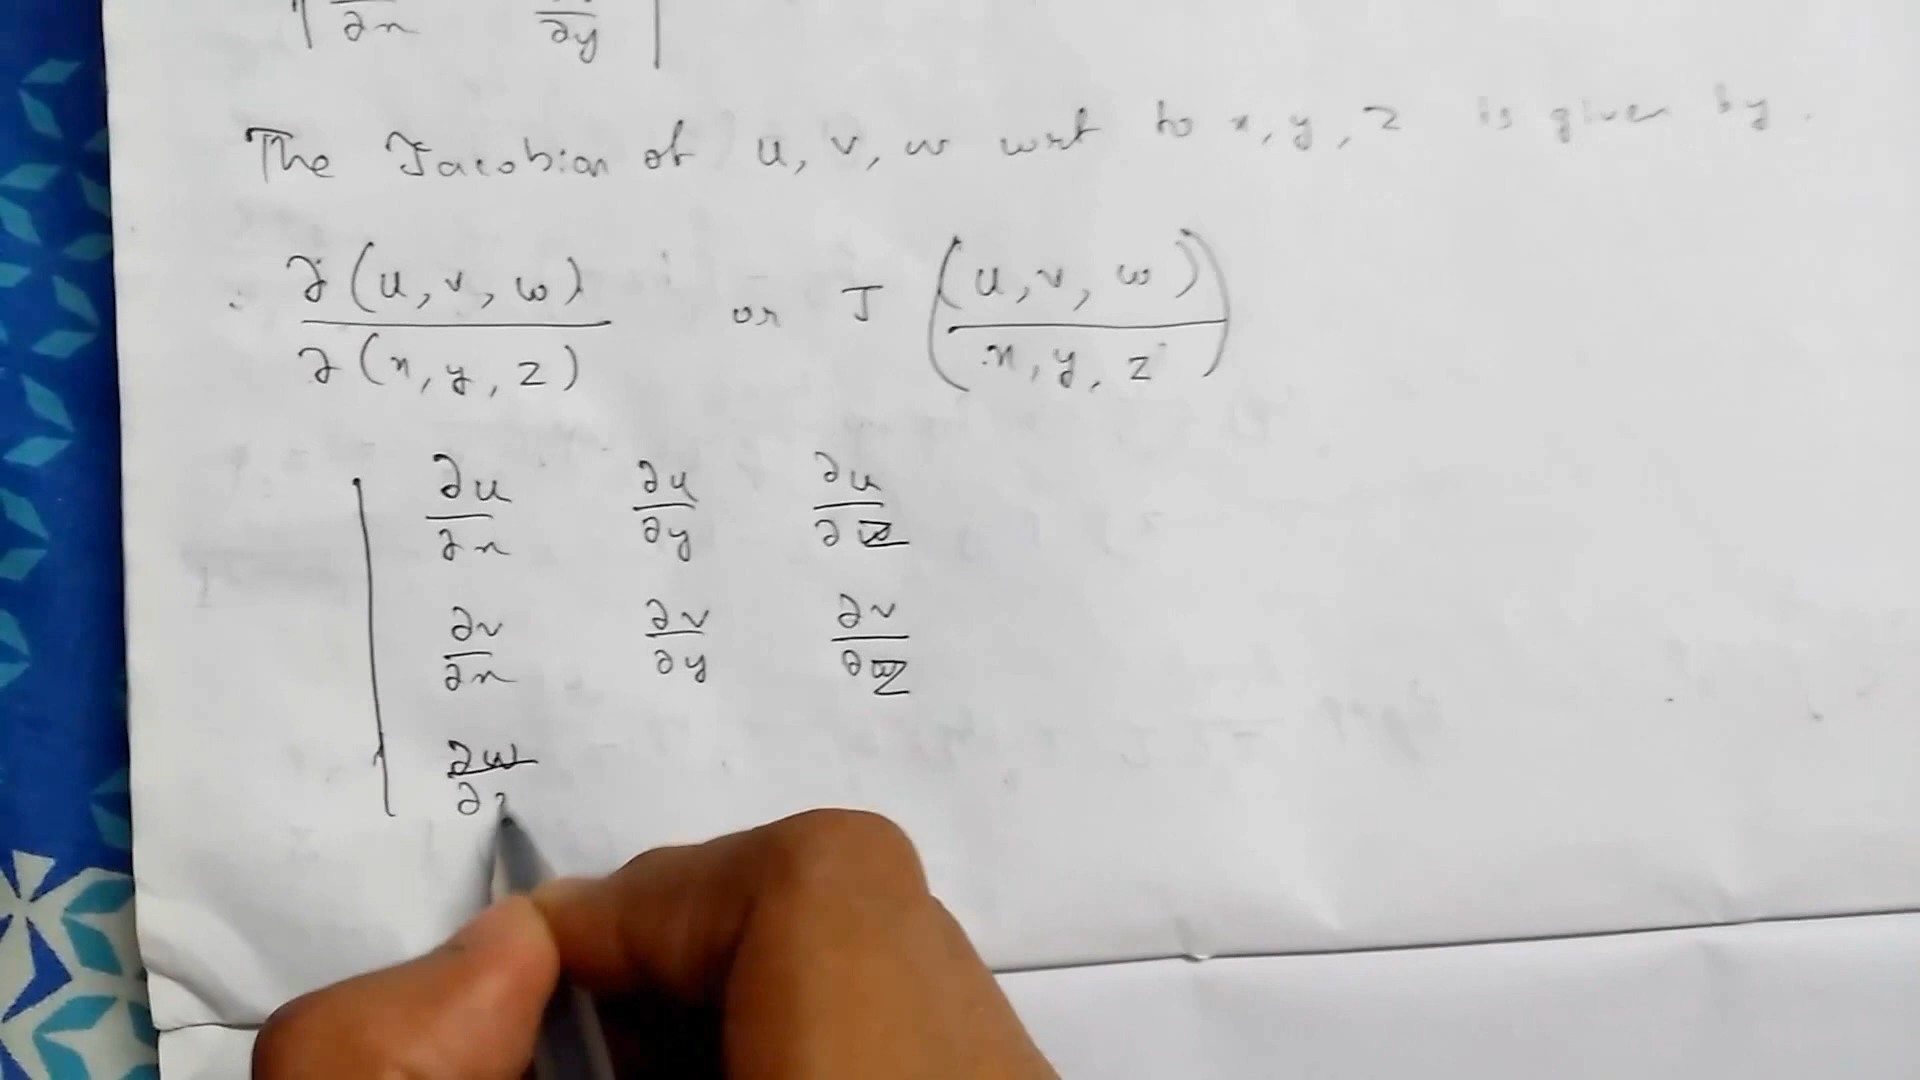 ∂x ∂y
The Jacobian of u, v, w wrt to x, y, z is given by.
∴ ∂(u, v, w) / ∂(x, y, z) or J ((u, v, w) / x, y, z)
| ∂u/∂x ∂u/∂y ∂u/∂z
∂v/∂x ∂v/∂y ∂v/∂z
∂w/∂